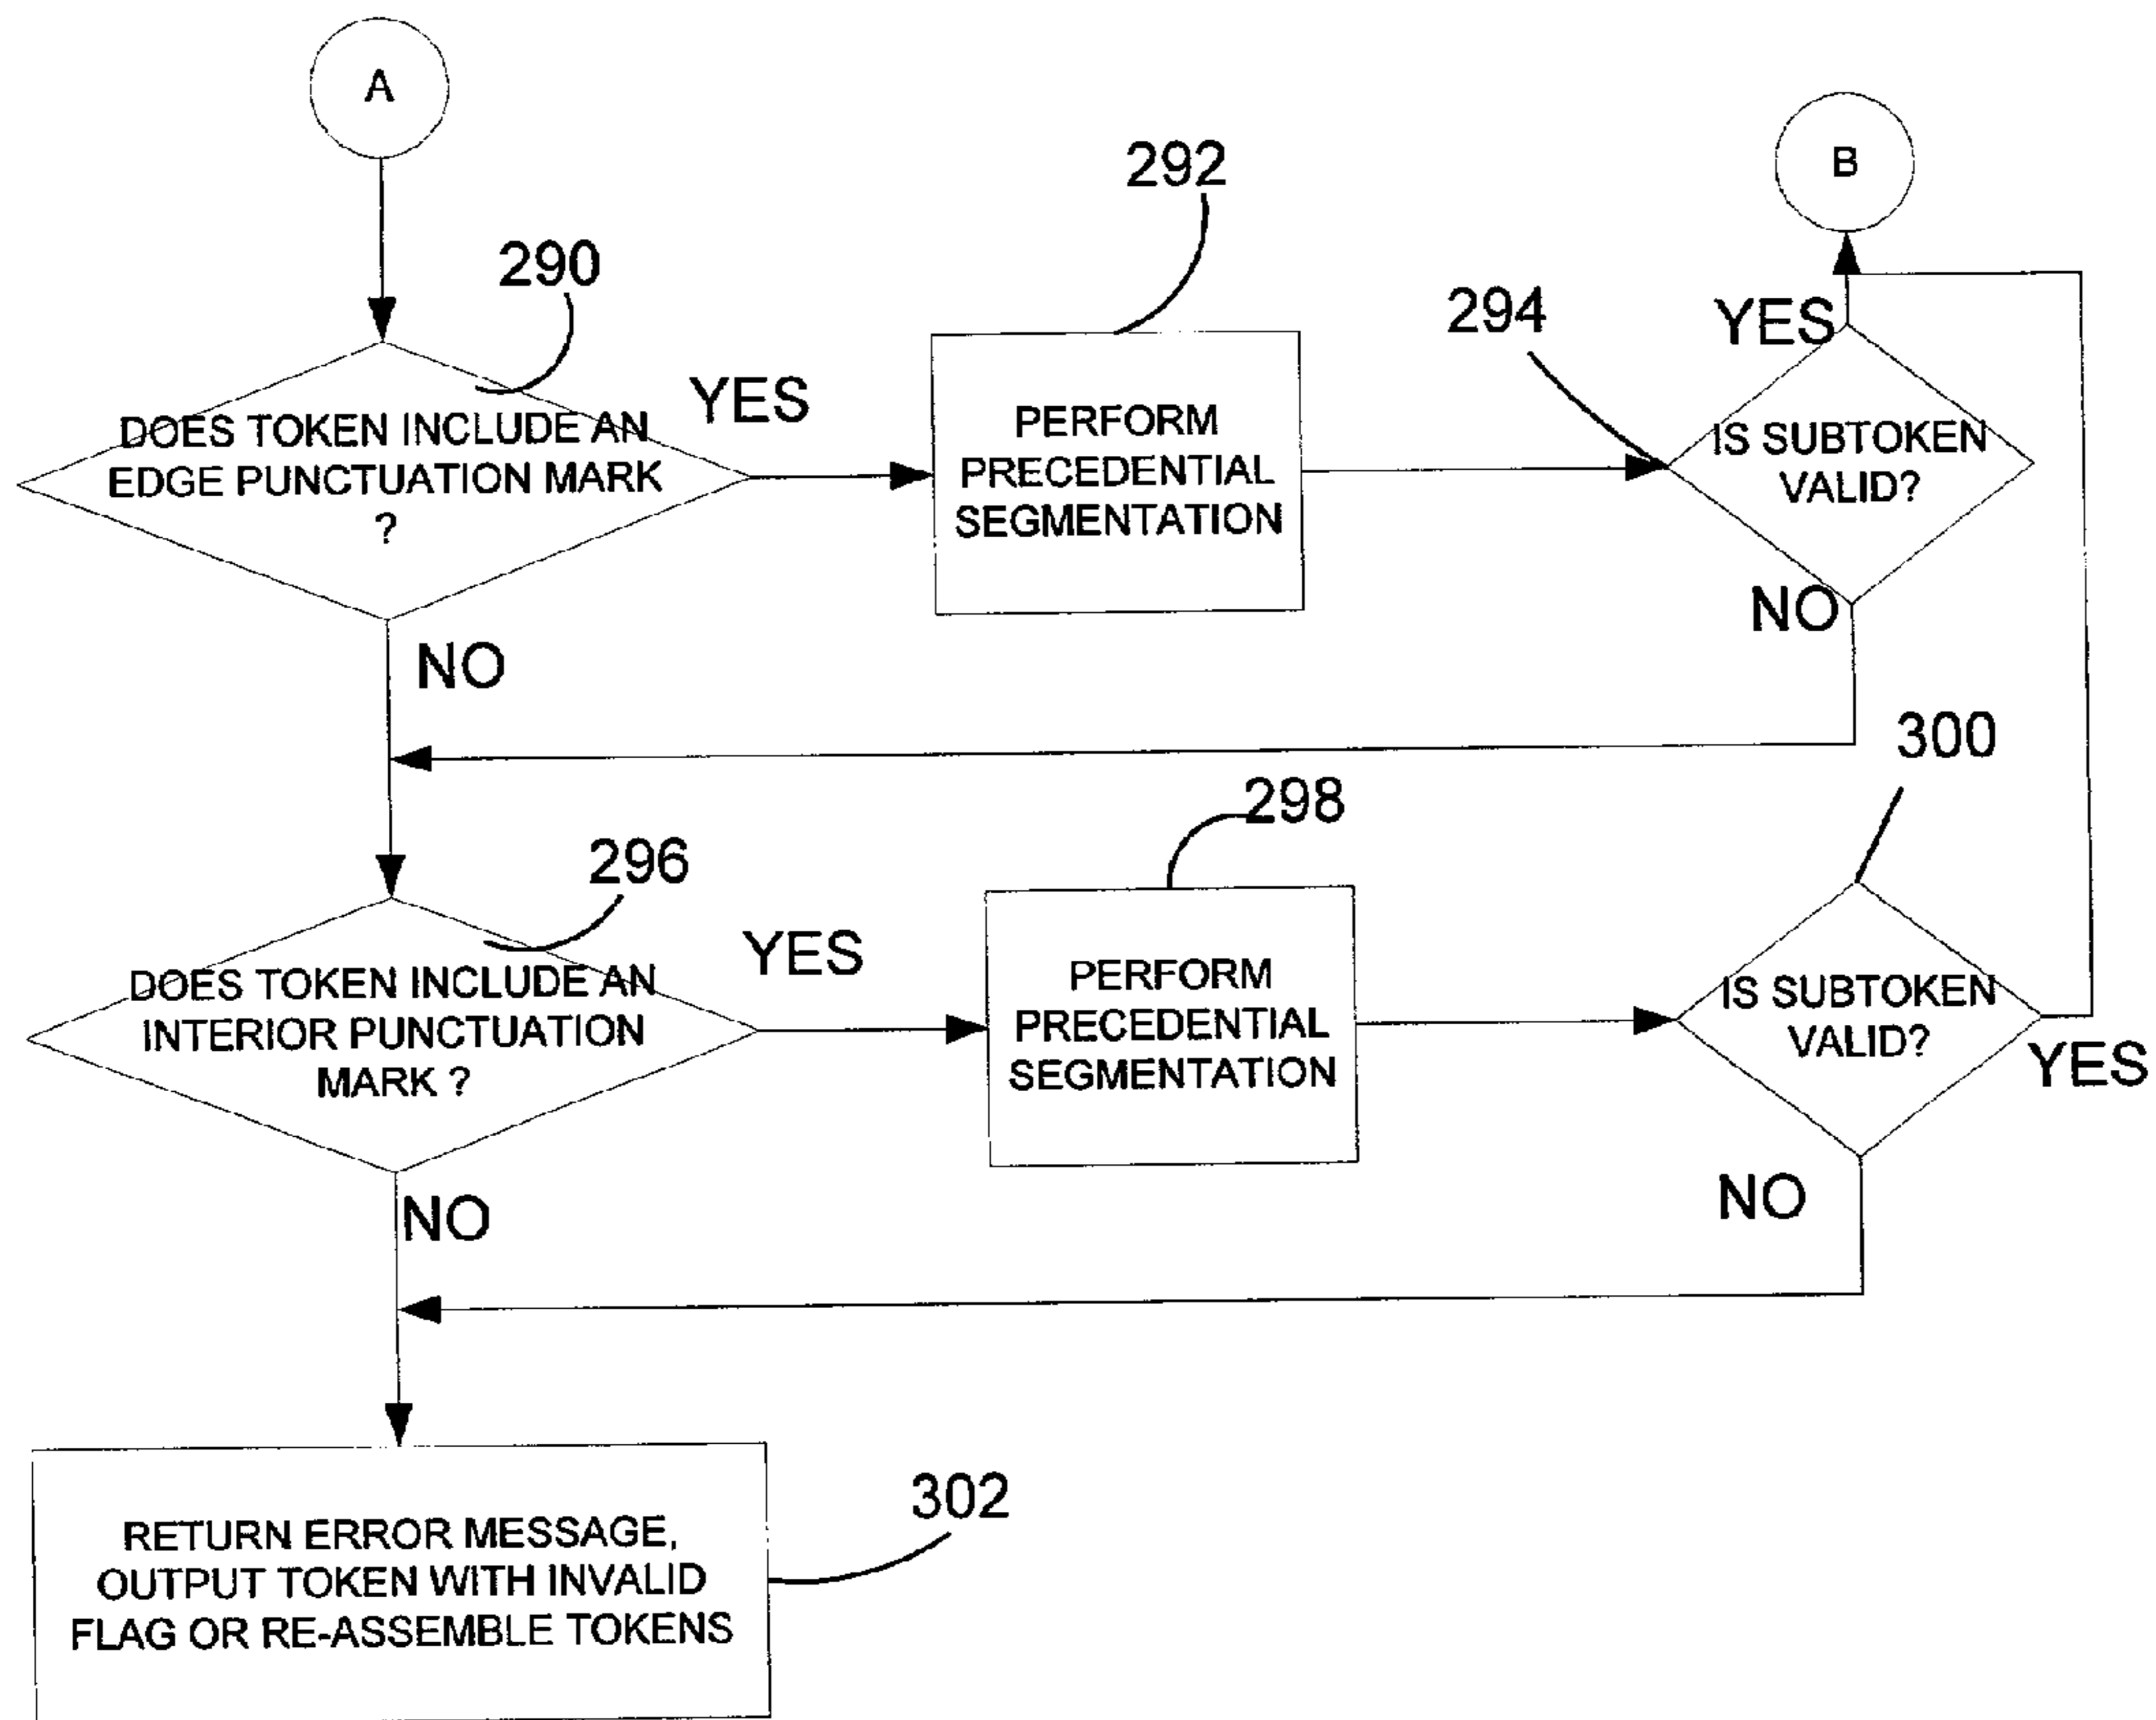 A
B
292
290
294
YES
YES
DOES TOKEN INCLUDE AN
EDGE PUNCTUATION MARK
?
PERFORM
PRECEDENTIAL
SEGMENTATION
IS SUBTOKEN
VALID?
NO
NO
300
298
296
YES
DOES TOKEN INCLUDE AN
INTERIOR PUNCTUATION
MARK ?
PERFORM
PRECEDENTIAL
SEGMENTATION
IS SUBTOKEN
VALID?
YES
NO
NO
302
RETURN ERROR MESSAGE,
OUTPUT TOKEN WITH INVALID
FLAG OR RE-ASSEMBLE TOKENS